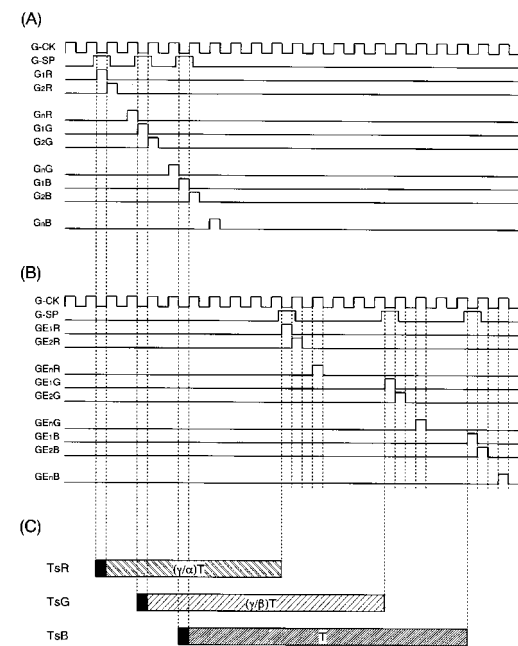 (A)
G-CK
G-SP
G1R
G2R
GnR
G1G
G2G
GnG
G1B
G2B
GnB
(B)
G-CK
G-SP
GE1R
GE2R
GEnR
GE1G
GE2G
GEnG
GE1B
GE2B
GEnB
(C)
TsR (γ/α)T
TsG (γ/β)T
TsB T